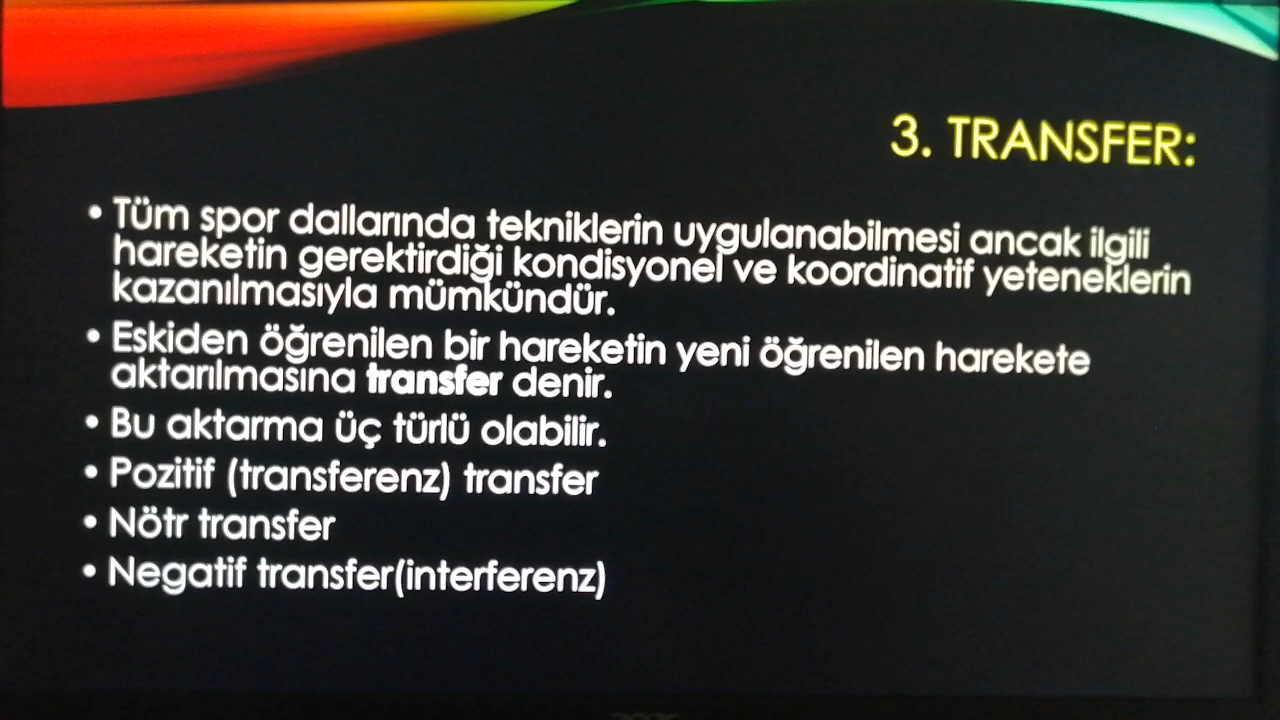 3. TRANSFER:
• Tüm spor dallarında tekniklerin uygulanabilmesi ancak ilgili
hareketin gerektirdiği kondisyonel ve koordinatif yeteneklerin
kazanılmasıyla mümkündür.
• Eskiden öğrenilen bir hareketin yeni öğrenilen harekete
aktarılmasına transfer denir.
• Bu aktarma üç türlü olabilir.
• Pozitif (transferenz) transfer
• Nötr transfer
• Negatif transfer(interferenz)